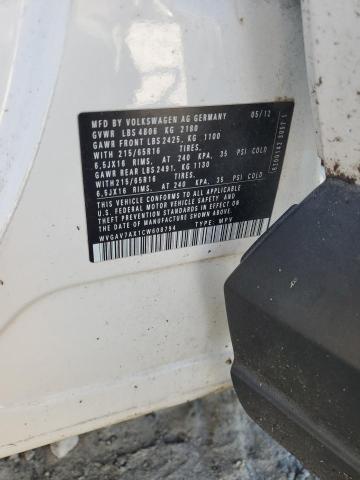 MFD BY VOLKSWAGEN AG GERMANY 05/12
GVWR LBS 4806 KG 2180
GAWR FRONT LBS 2425, KG 1100
WITH 215/65R16 TIRES,
6,5JX16 RIMS, AT 240 KPA, 35 PSI COLD
GAWR REAR LBS 2491, KG 1130
WITH 215/65R16 TIRES,
6,5JX16 RIMS, AT 240 KPA, 35 PSI COLD
THIS VEHICLE CONFORMS TO ALL APPLICABLE
U.S. FEDERAL MOTOR VEHICLE SAFETY AND
THEFT PREVENTION STANDARDS IN EFFECT ON
THE DATE OF MANUFACTURE SHOWN ABOVE
WVGAV7AX1CW608794 TYPE: MPV